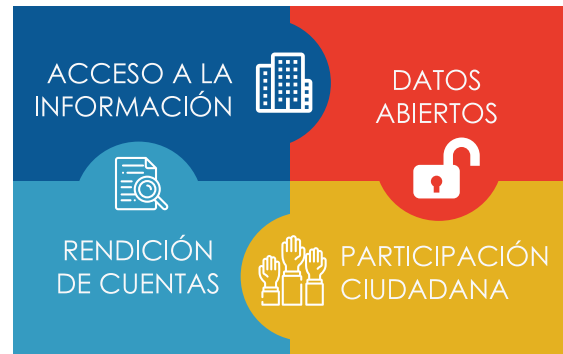 ACCESO A LA
INFORMACIÓN
DATOS
ABIERTOS
RENDICIÓN
DE CUENTAS
PARTICIPACIÓN
CIUDADANA